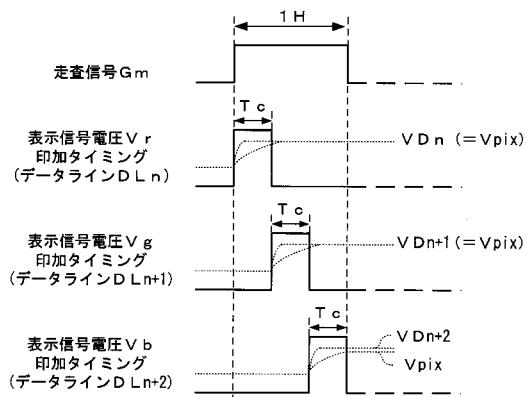 1H
走査信号Gm
Tc
表示信号電圧Vr
印加タイミング
(データラインDLn)
VDn(=Vpix)
Tc
表示信号電圧Vg
印加タイミング
(データラインDLn+1)
VDn+1(=Vpix)
Tc
表示信号電圧Vb
印加タイミング
(データラインDLn+2)
VDn+2
Vpix